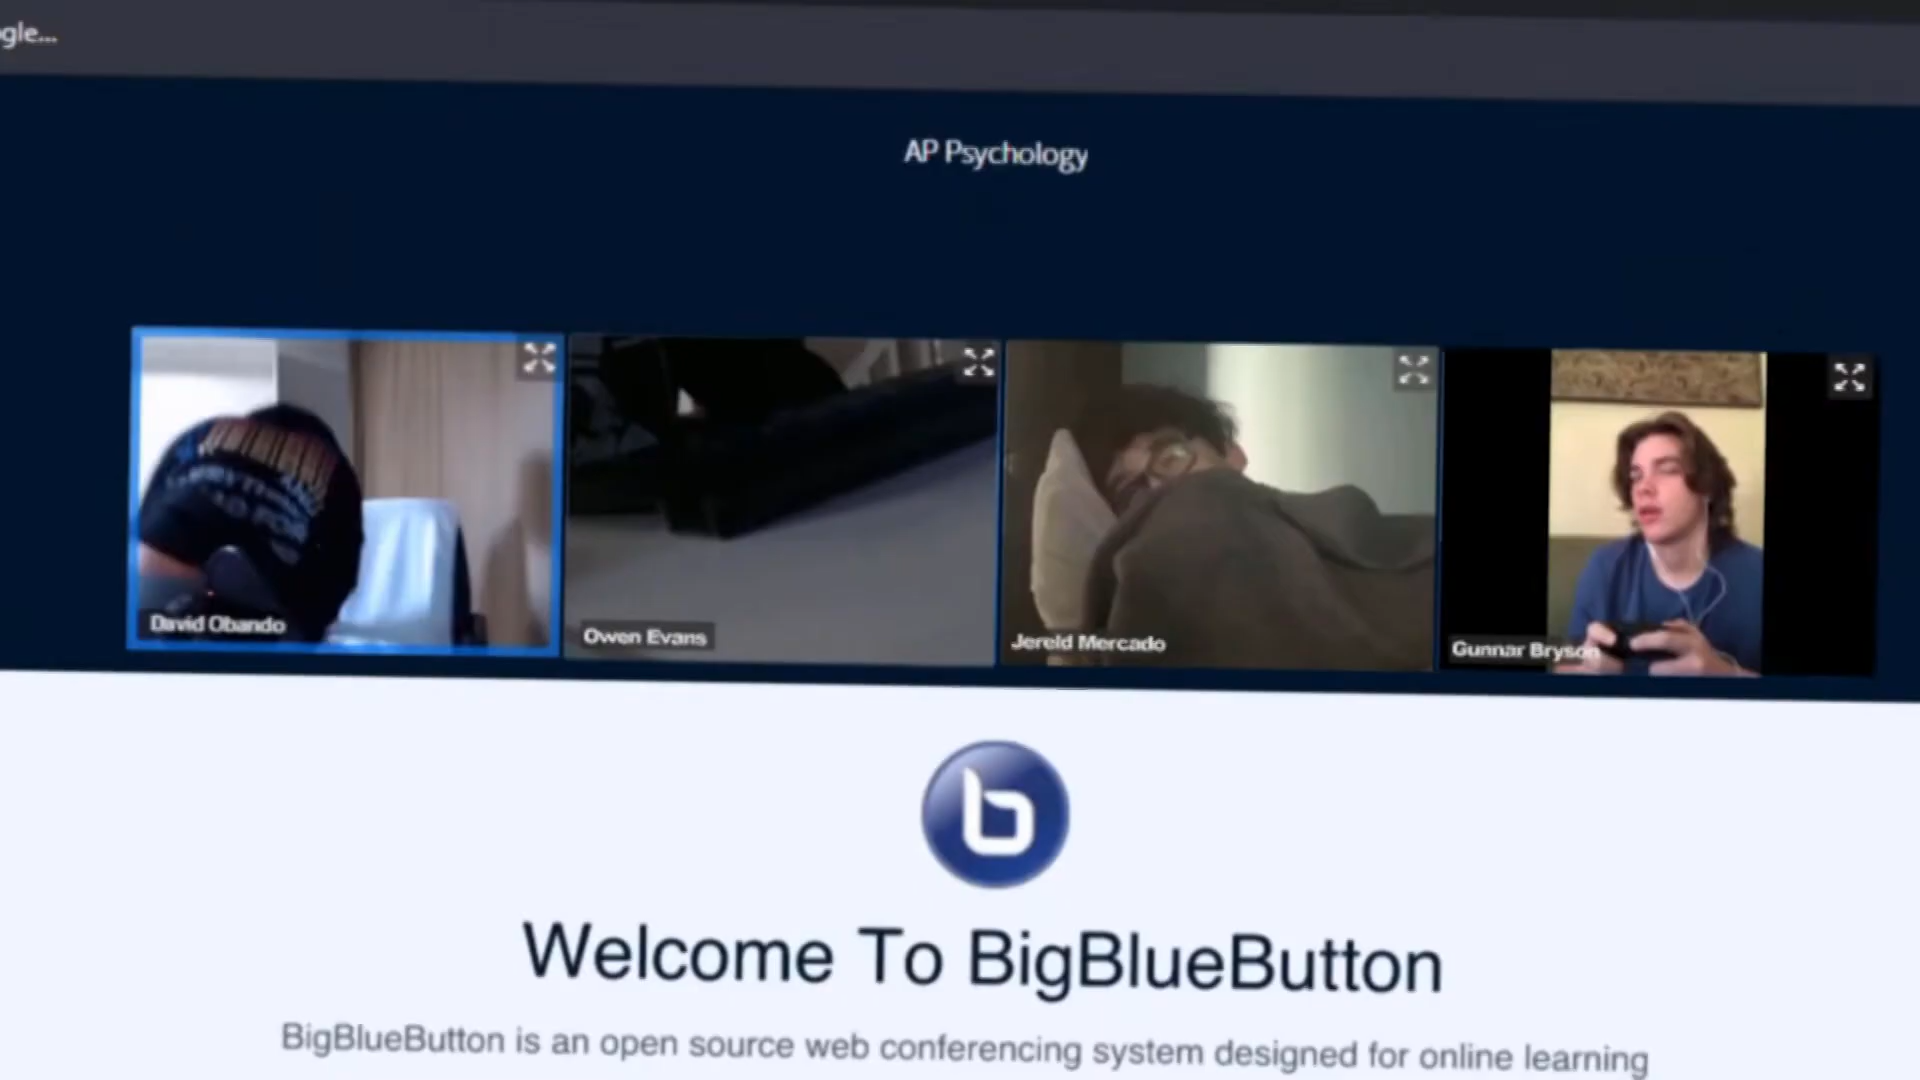 gle...
AP Psychology
David Obando
Owen Evans
Jereld Mercado
Gunnar Bryson
Welcome To BigBlueButton
BigBlueButton is an open source web conferencing system designed for online learning